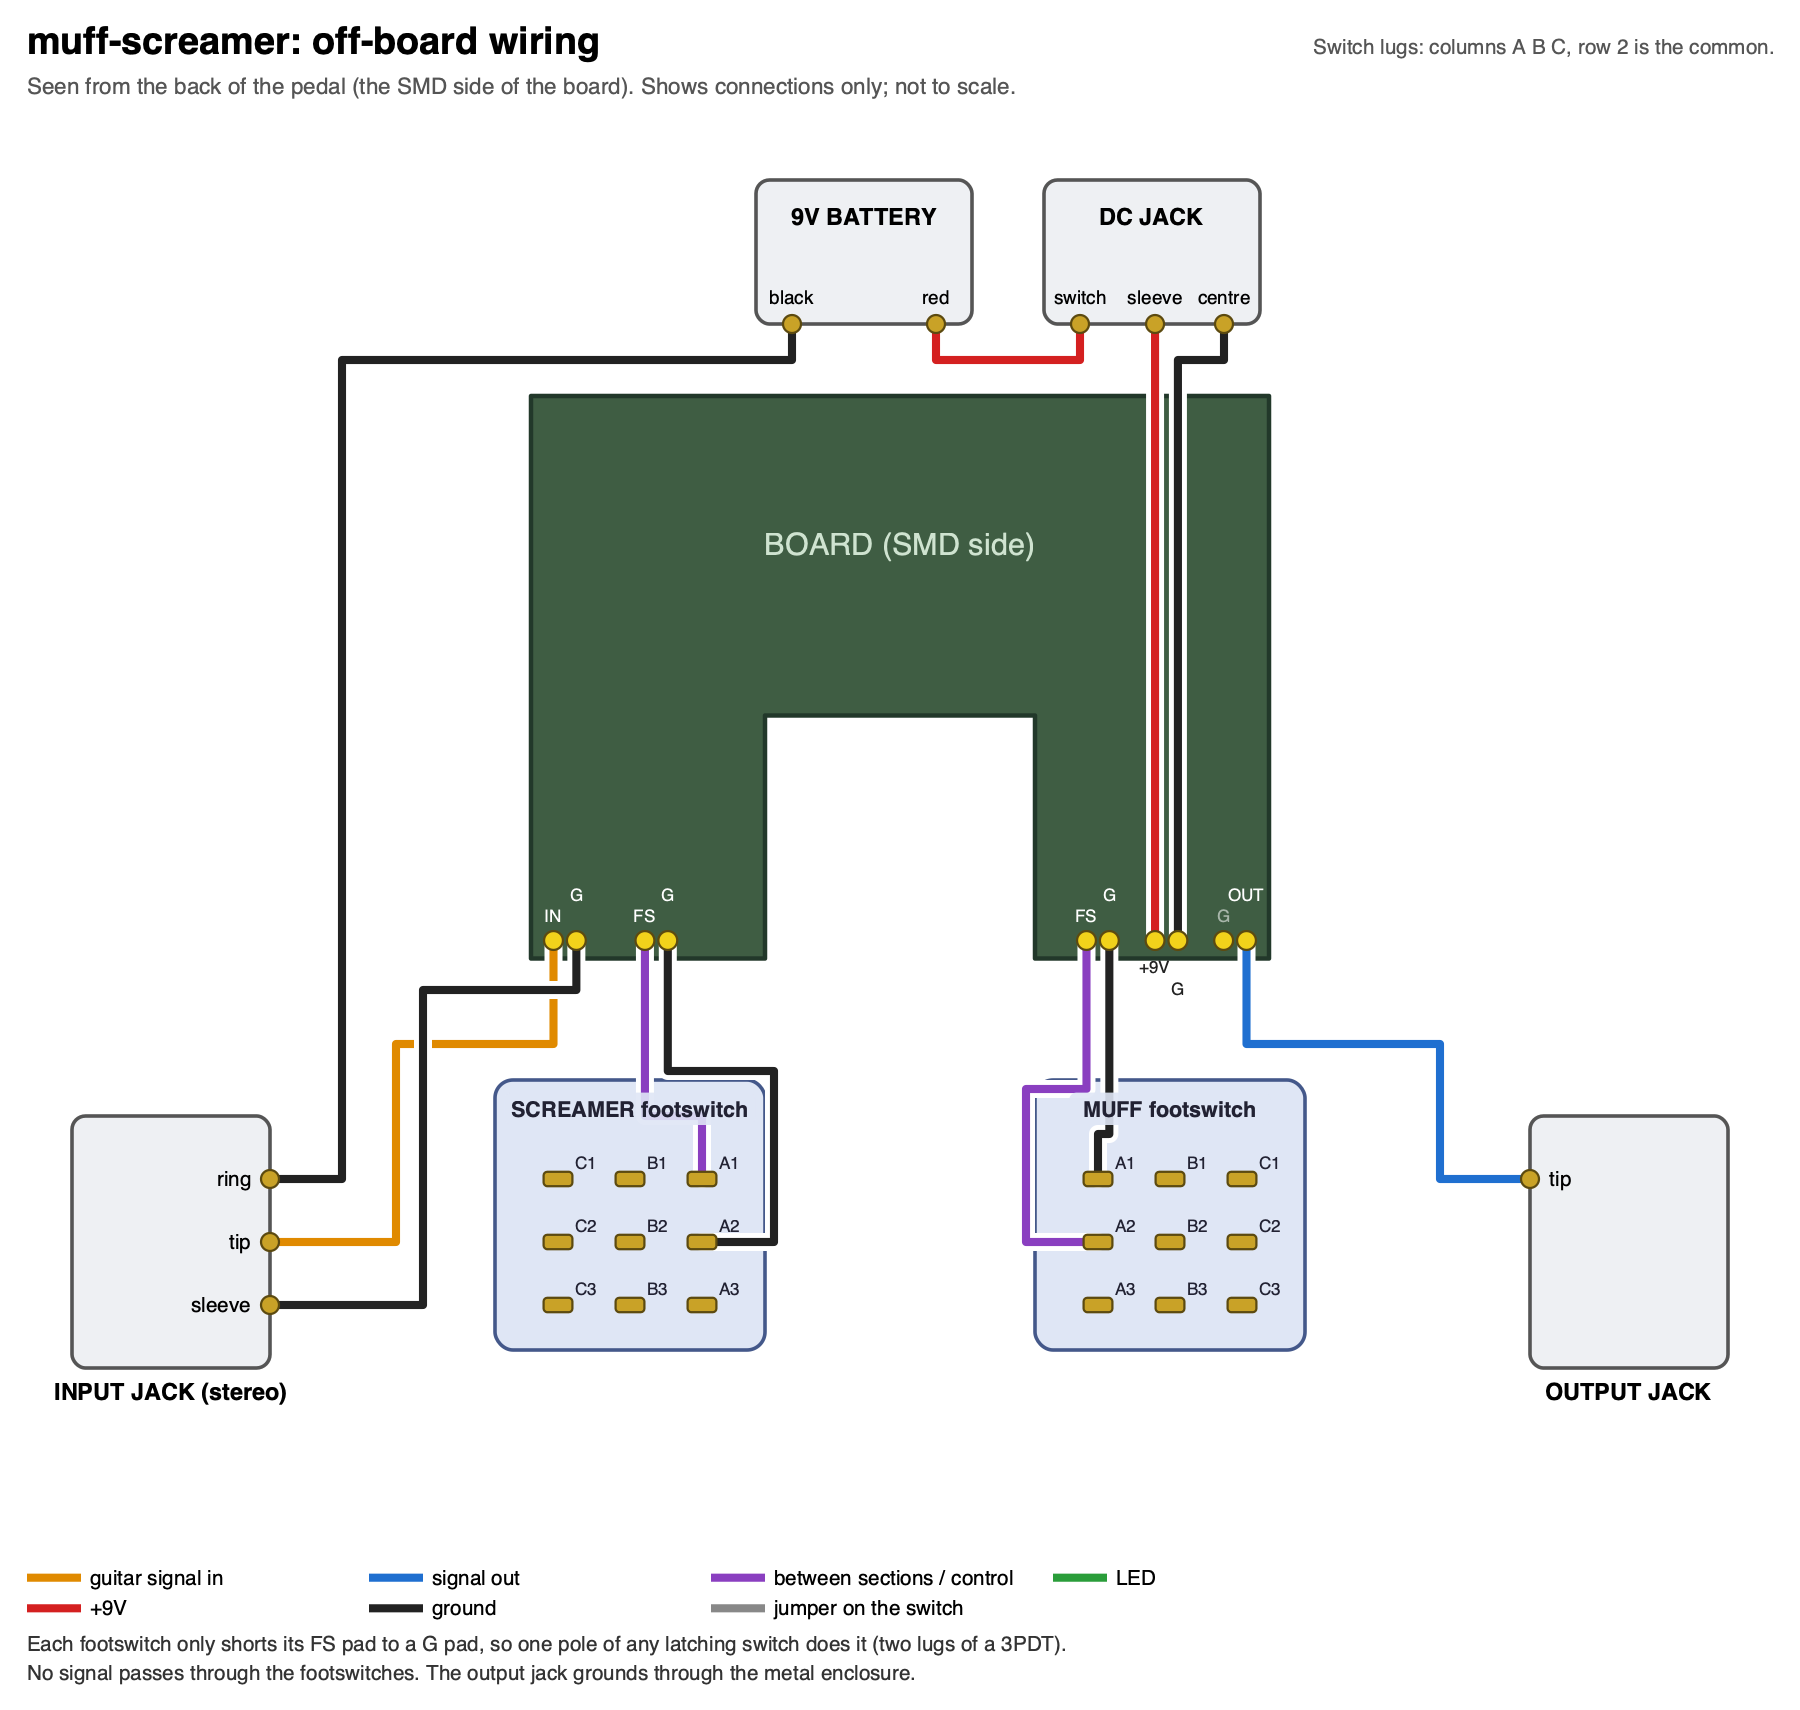 muff-screamer: off-board wiring
Switch lugs: columns A B C, row 2 is the common.
Seen from the back of the pedal (the SMD side of the board). Shows connections only; not to scale.
9V BATTERY
DC JACK
black
red
switch
sleeve
centre
BOARD (SMD side)
G
G
G
OUT
IN
FS
FS
G
+9V
G
SCREAMER footswitch
MUFF footswitch
C1
B1
A1
A1
B1
C1
ring
tip
C2
B2
A2
A2
B2
C2
tip
C3
B3
A3
A3
B3
C3
sleeve
INPUT JACK (stereo)
OUTPUT JACK
guitar signal in
signal out
between sections / control
LED
+9V
ground
jumper on the switch
Each footswitch only shorts its FS pad to a G pad, so one pole of any latching switch does it (two lugs of a 3PDT).
No signal passes through the footswitches. The output jack grounds through the metal enclosure.